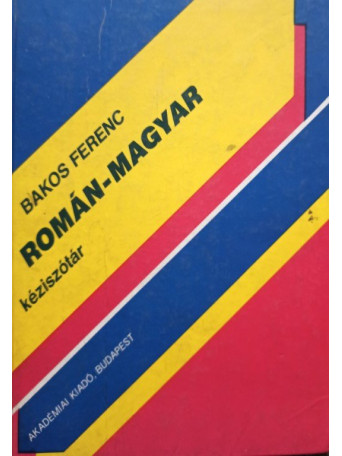 BAKOS FERENC
ROMÁN-MAGYAR
kéziszótár
AKADÉMIAI KIADÓ, BUDAPEST